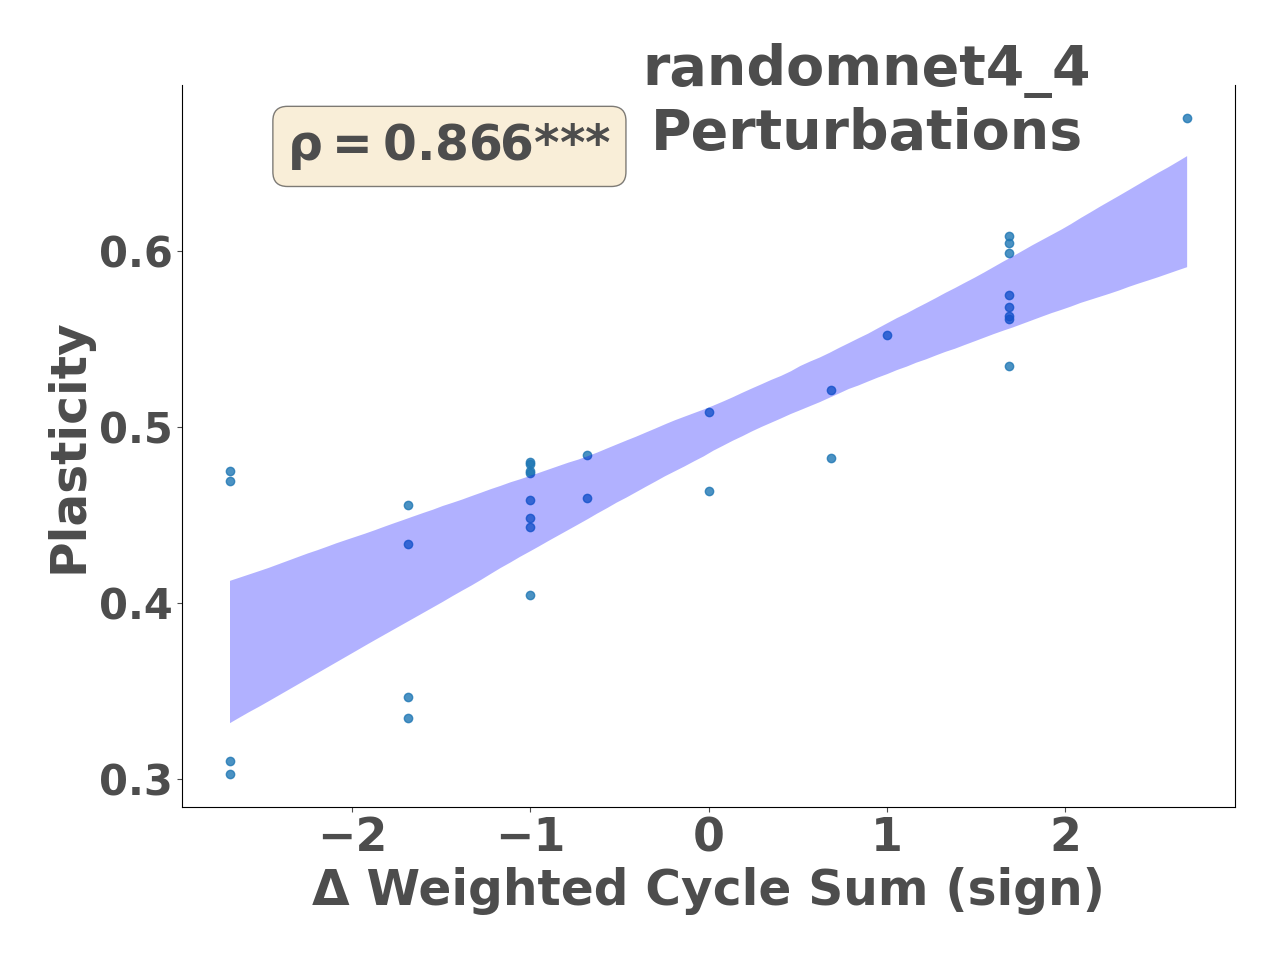 randomnet4_4
Perturbations
ρ = 0.866***
0.6
0.5
0.4
0.3
Plasticity
−2
−1
0
1
2
Δ Weighted Cycle Sum (sign)